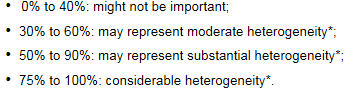 • 0% to 40%: might not be important;
• 30% to 60%: may represent moderate heterogeneity*;
• 50% to 90%: may represent substantial heterogeneity*;
• 75% to 100%: considerable heterogeneity*.